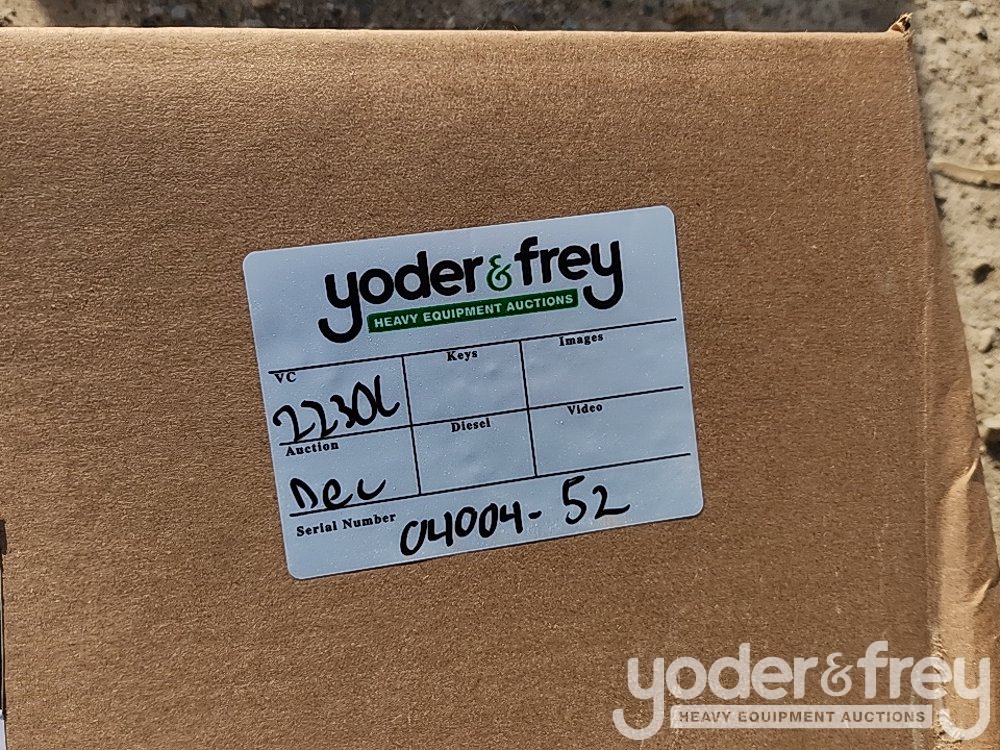 yoder & frey
HEAVY EQUIPMENT AUCTIONS
VC Keys Images
2230L
Auction Diesel Video
Dec
Serial Number 04004-52
yoder & frey
HEAVY EQUIPMENT AUCTIONS